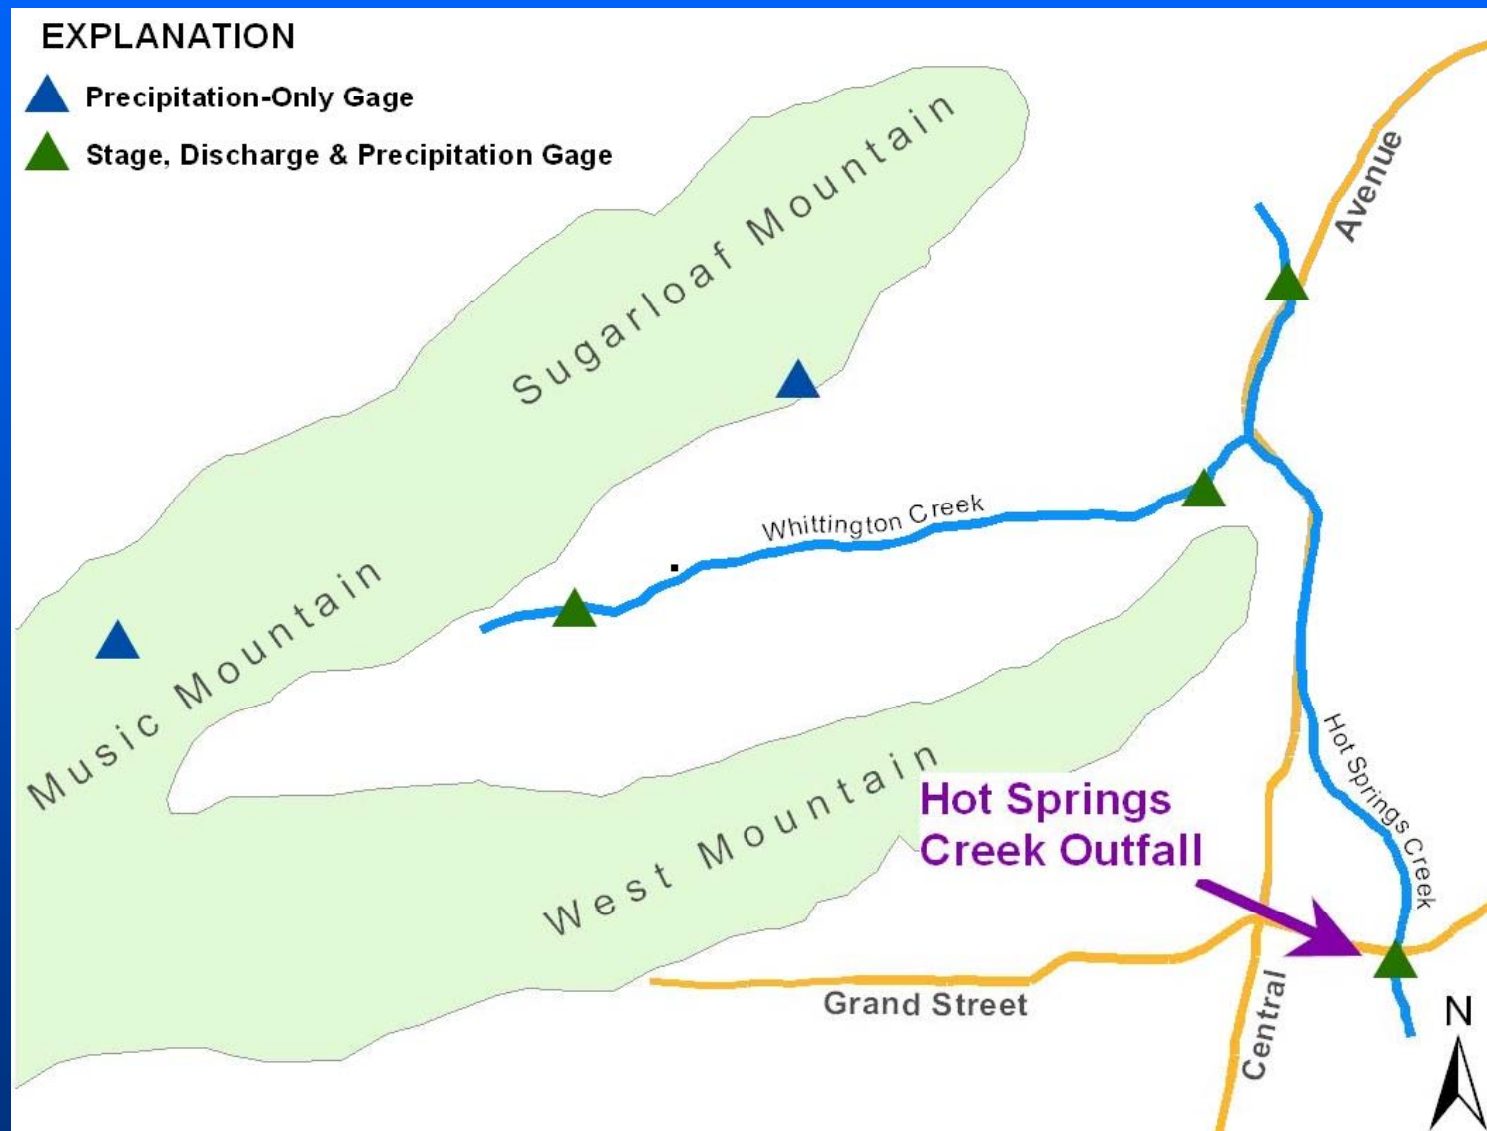 EXPLANATION
Precipitation-Only Gage
Stage, Discharge & Precipitation Gage
Sugarloaf Mountain
Avenue
Whittington Creek
Music Mountain
West Mountain
Hot Springs Creek
Hot Springs
Creek Outfall
Grand Street
Central
N